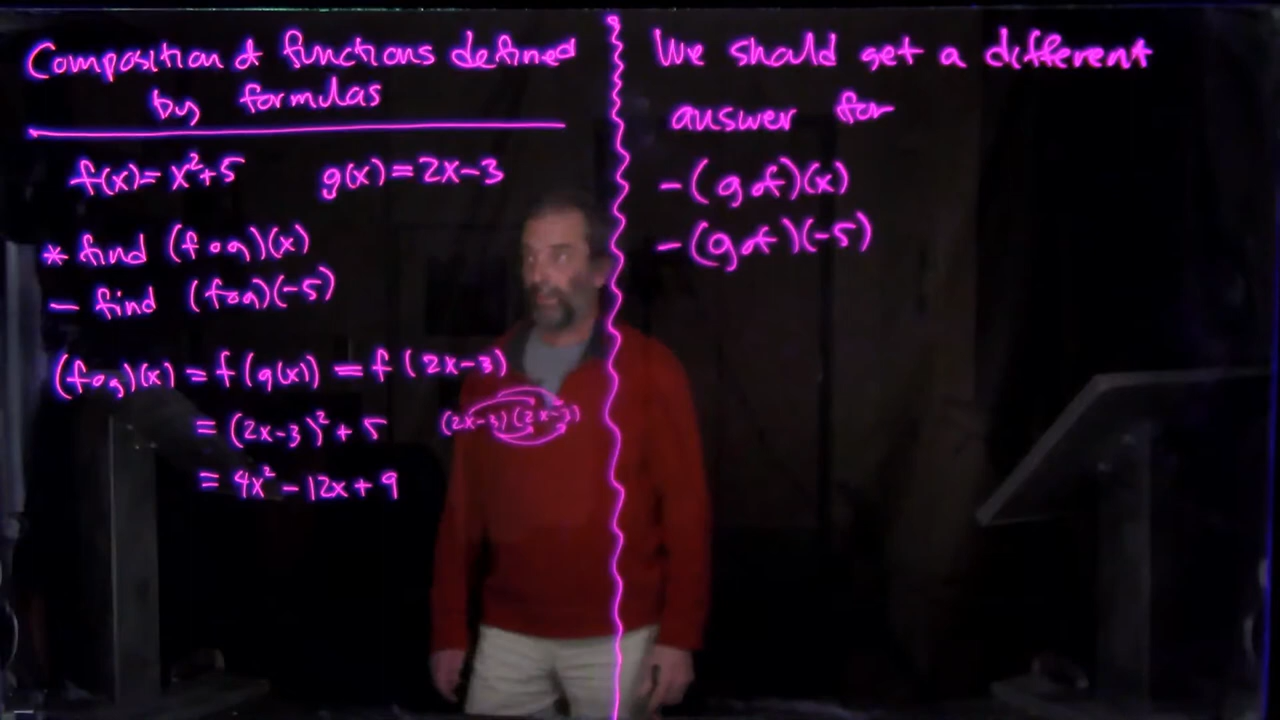 Composition of functions defined
by formulas
f(x)=x²+5 g(x)=2x-3
* find (f∘g)(x)
- find (f∘g)(-5)
(f∘g)(x) = f(g(x)) = f(2x-3)
= (2x-3)² + 5 (2x-3)(2x-3)
= 4x² - 12x + 9
We should get a different
answer for
-(g∘f)(x)
-(g∘f)(-5)